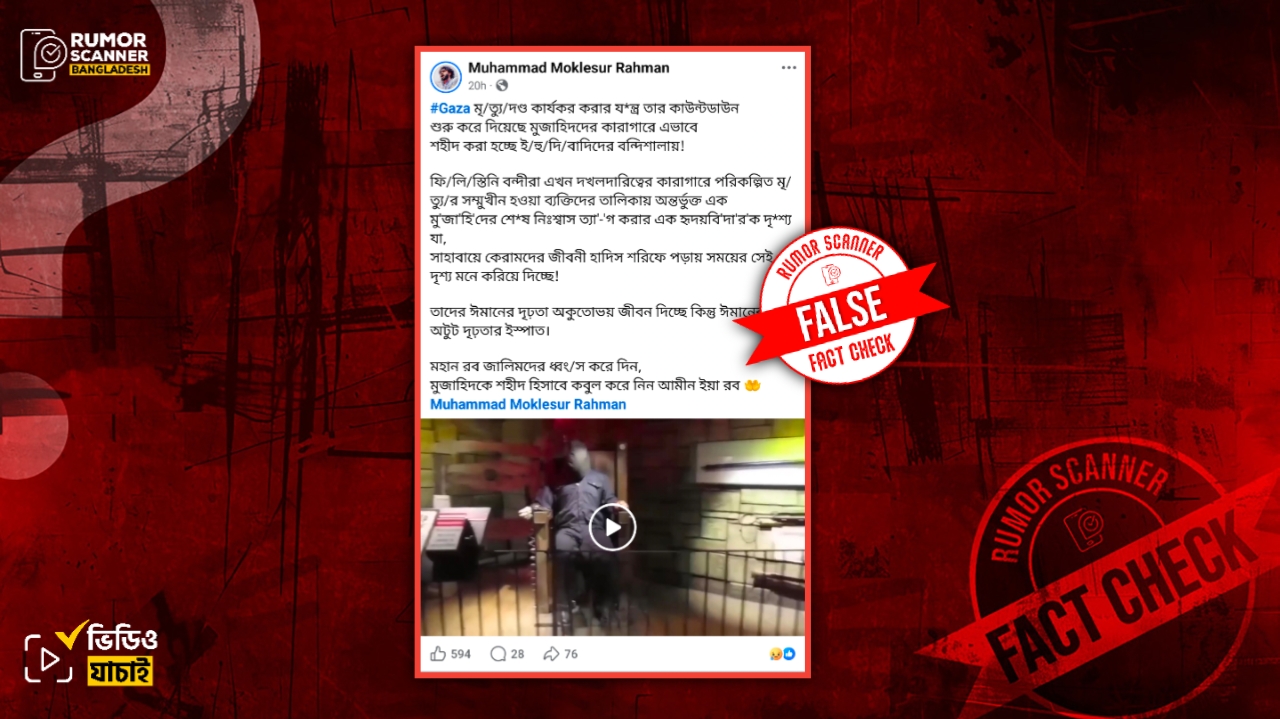 RUMOR
SCANNER
BANGLADESH
Muhammad Moklesur Rahman
20h
#Gaza মৃ/ত্যু/দণ্ড কার্যকর করার য*ন্ত্র তার কাউন্টডাউন
শুরু করে দিয়েছে মুজাহিদদের কারাগারে এভাবে
শহীদ করা হচ্ছে ই/হু/দি/বাদিদের বন্দিশালায়!
ফি/লি/স্তিনি বন্দীরা এখন দখলদারিত্বের কারাগারে পরিকল্পিত মৃ/
ত্যু/র সম্মুখীন হওয়া ব্যক্তিদের তালিকায় অন্তর্ভুক্ত এক
মু'জা'হি'দের শে*ষ নিঃশ্বাস ত্যা'-'গ করার এক হৃদয়বি'দা'র'ক দৃ*শ্য
যা,
সাহাবায়ে কেরামদের জীবনী হাদিস শরিফে পড়ায় সময়ের সেই
দৃশ্য মনে করিয়ে দিচ্ছে!
তাদের ঈমানের দৃঢ়তা অকুতোভয় জীবন দিচ্ছে কিন্তু ঈমানের
অটুট দৃঢ়তার ইস্পাত।
মহান রব জালিমদের ধ্বং/স করে দিন,
মুজাহিদকে শহীদ হিসাবে কবুল করে নিন আমীন ইয়া রব 🤲
Muhammad Moklesur Rahman
594 28 76
RUMOR SCANNER
FALSE
FACT CHECK
RUMOR SCANNER
FACT CHECK
ভিডিও
যাচাই